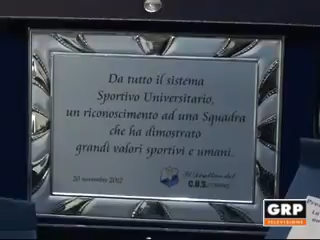 Da tutto il sistema
Sportivo Universitario,
un riconoscimento ad una Squadra
che ha dimostrato
grandi valori sportivi e umani.
20 novembre 2012
C.U.S.
GRP
TELEVISIONE